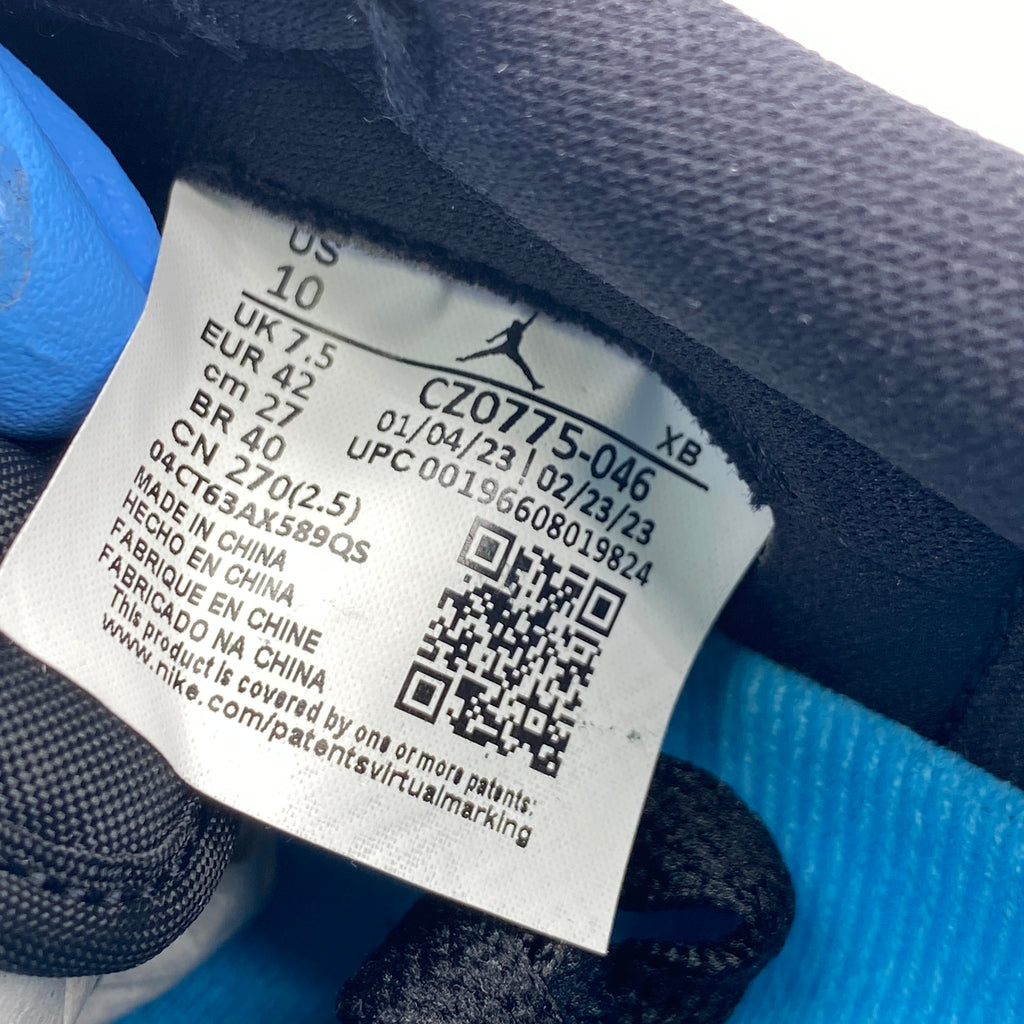 US
10
UK 7.5
EUR 42
cm 27
BR 40
CN 270(2.5)
04CT63AX589QS
MADE IN CHINA
HECHO EN CHINA
FABRIQUE EN CHINE
FABRICADO NA CHINA
This product is covered by one or more patents:
www.nike.com/patentsvirtualmarking
CZ0775-046
XB
01/04/23 | 02/23/23
UPC 00196608019824